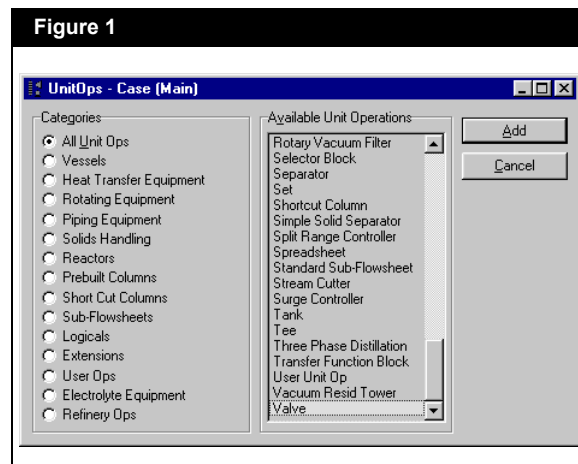 Figure 1
UnitOps - Case (Main)
Categories
All Unit Ops
Vessels
Heat Transfer Equipment
Rotating Equipment
Piping Equipment
Solids Handling
Reactors
Prebuilt Columns
Short Cut Columns
Sub-Flowsheets
Logicals
Extensions
User Ops
Electrolyte Equipment
Refinery Ops
Available Unit Operations
Rotary Vacuum Filter
Selector Block
Separator
Set
Shortcut Column
Simple Solid Separator
Split Range Controller
Spreadsheet
Standard Sub-Flowsheet
Stream Cutter
Surge Controller
Tank
Tee
Three Phase Distillation
Transfer Function Block
User Unit Op
Vacuum Resid Tower
Valve
Add
Cancel